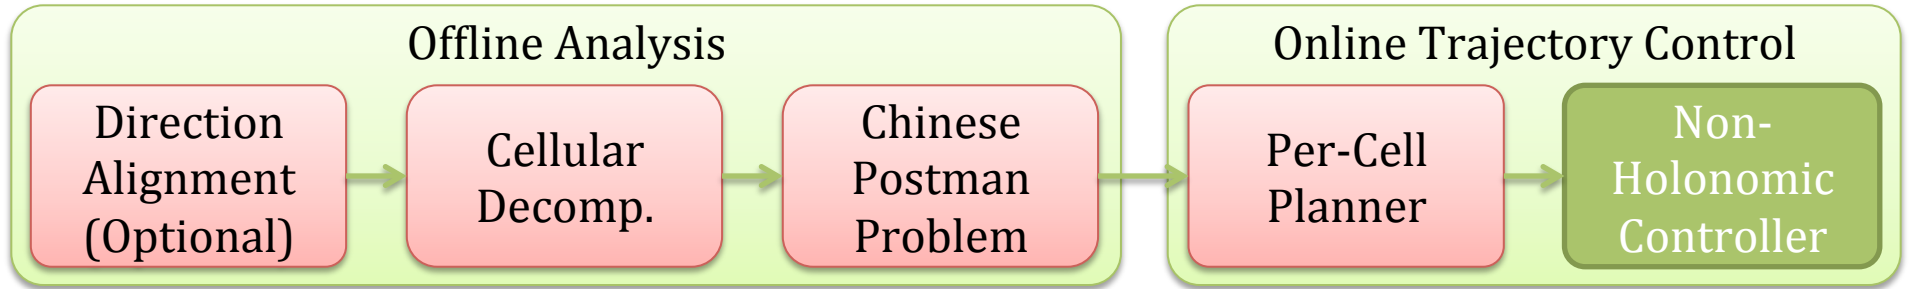 Offline Analysis
Direction
Alignment
(Optional)
Cellular
Decomp.
Chinese
Postman
Problem
Online Trajectory Control
Per-Cell
Planner
Non-
Holonomic
Controller